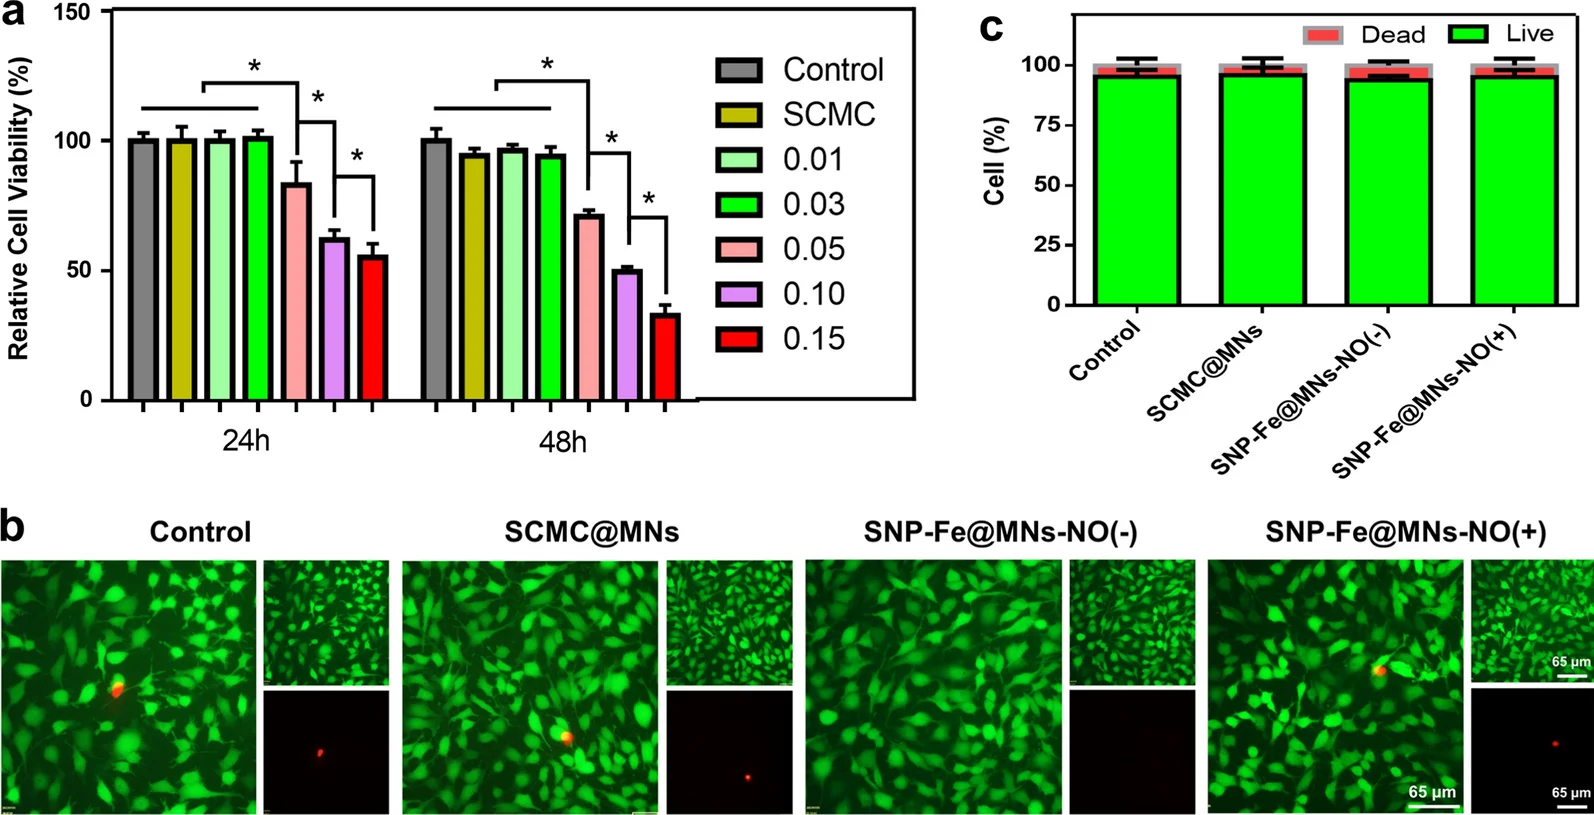 a
Relative Cell Viability (%)
150
100
50
0
*
*
*
*
*
*
24h
48h
Control
SCMC
0.01
0.03
0.05
0.10
0.15
c
Dead
Live
Cell (%)
100
75
50
25
0
Control
SCMC@MNs
SNP-Fe@MNs-NO(-)
SNP-Fe@MNs-NO(+)
b
Control
SCMC@MNs
SNP-Fe@MNs-NO(-)
SNP-Fe@MNs-NO(+)
65 µm
65 µm
65 µm